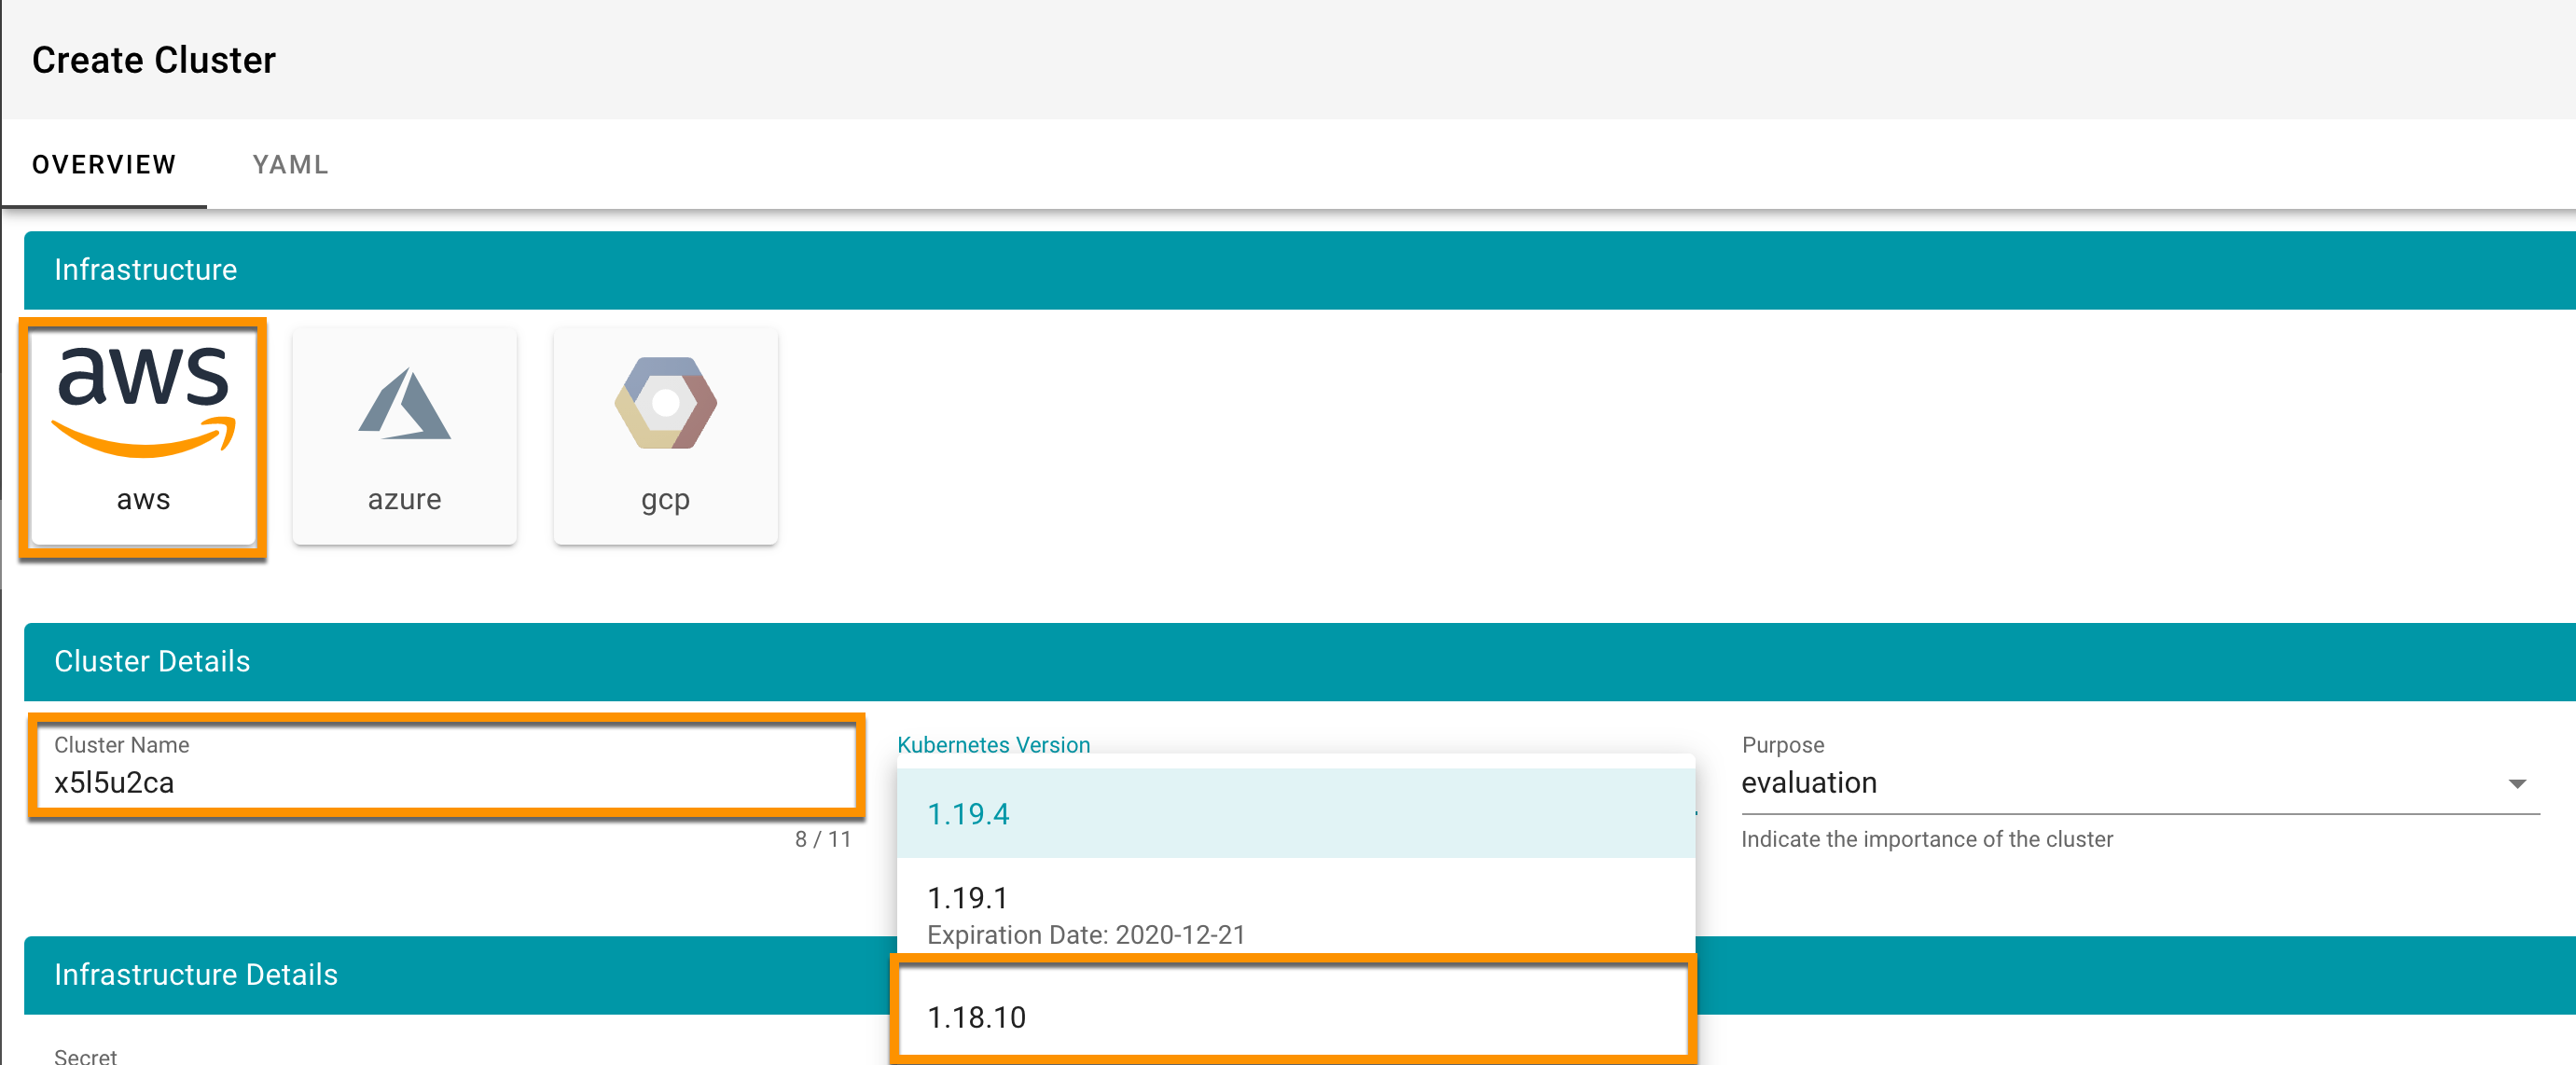 Create Cluster
OVERVIEW YAML
Infrastructure
aws
aws azure gcp
Cluster Details
Cluster Name
x5l5u2ca
8 / 11
Kubernetes Version
1.19.4
1.19.1
Expiration Date: 2020-12-21
1.18.10
Purpose
evaluation
Indicate the importance of the cluster
Infrastructure Details
Secret